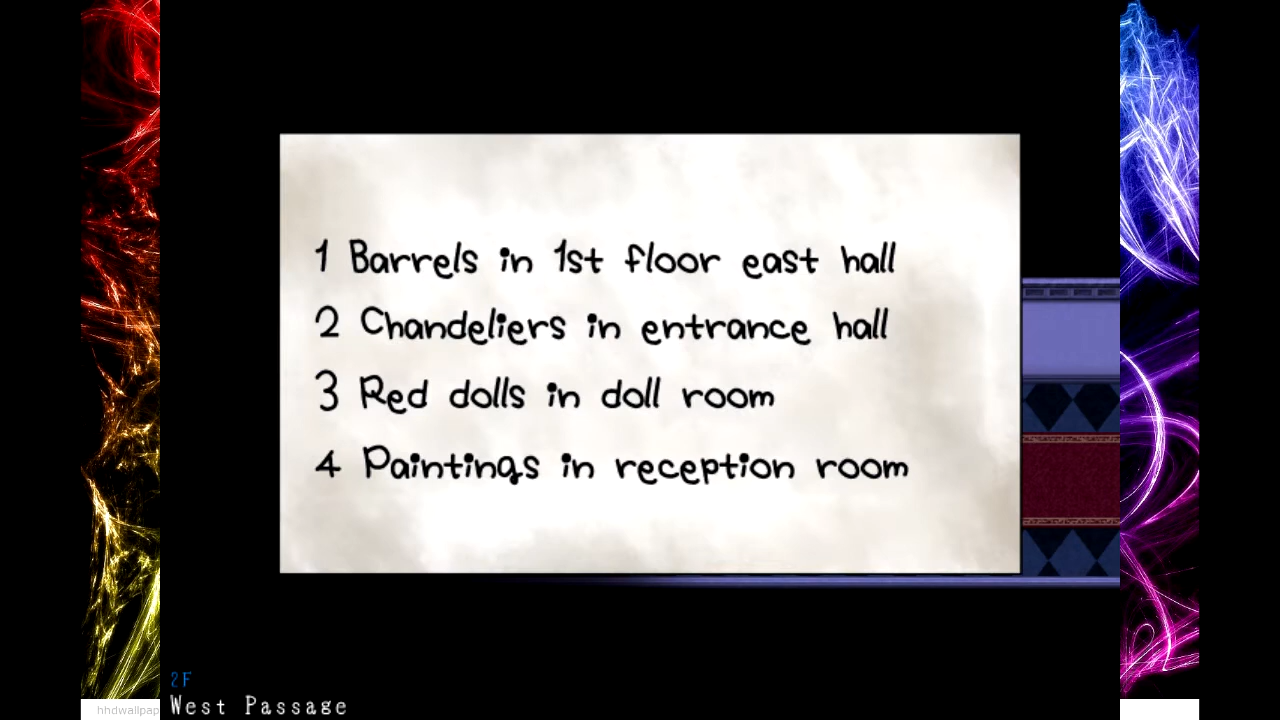 1 Barrels in 1st floor east hall
2 Chandeliers in entrance hall
3 Red dolls in doll room
4 Paintings in reception room
2F
West Passage
hhdwallpap